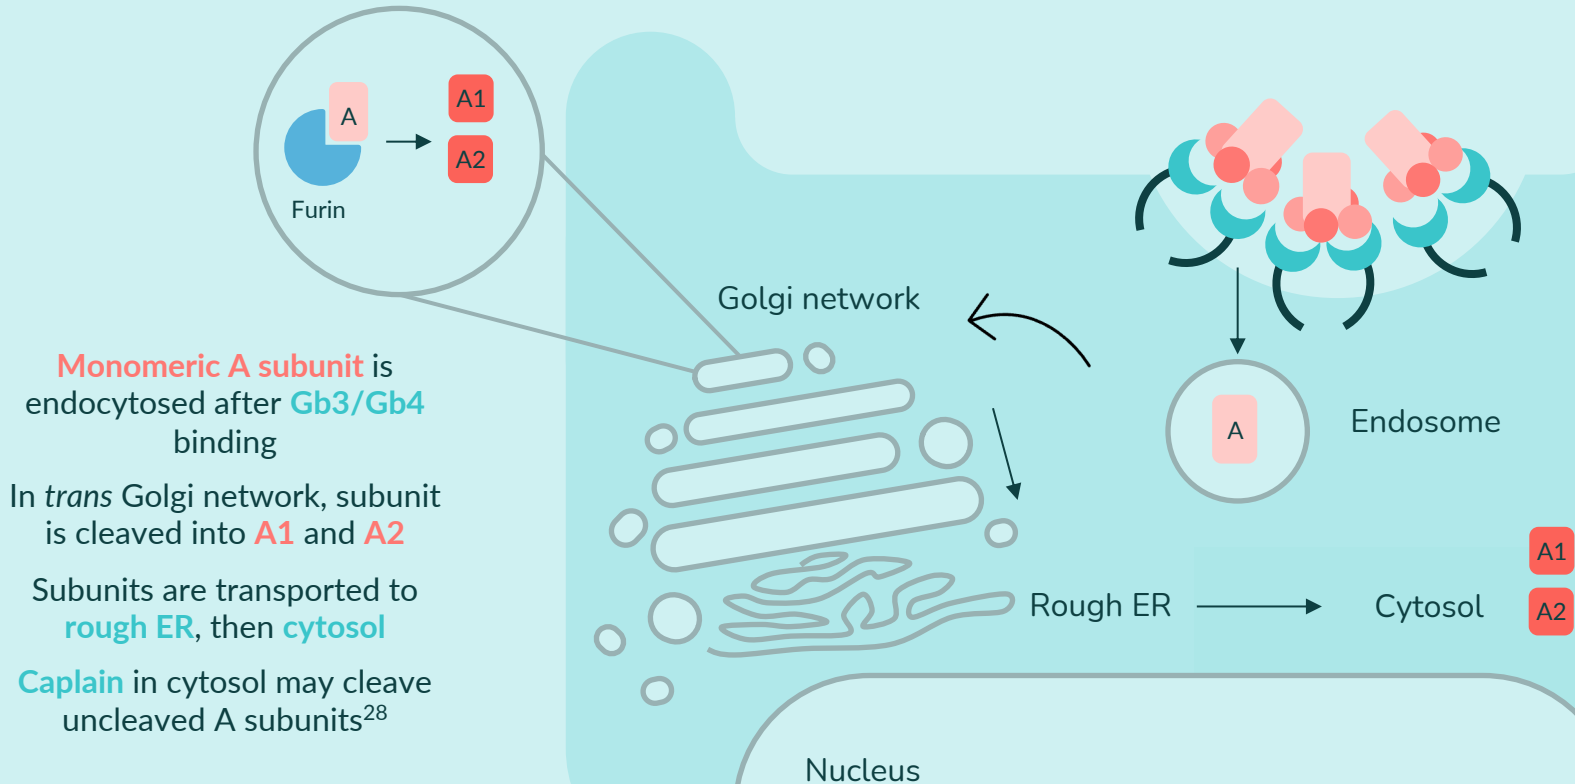 A
A1
A2
Furin
Golgi network
Monomeric A subunit is
endocytosed after Gb3/Gb4
binding
In trans Golgi network, subunit
is cleaved into A1 and A2
Subunits are transported to
rough ER, then cytosol
Caplain in cytosol may cleave
uncleaved A subunits²⁸
A
Endosome
Rough ER
Cytosol
A1
A2
Nucleus